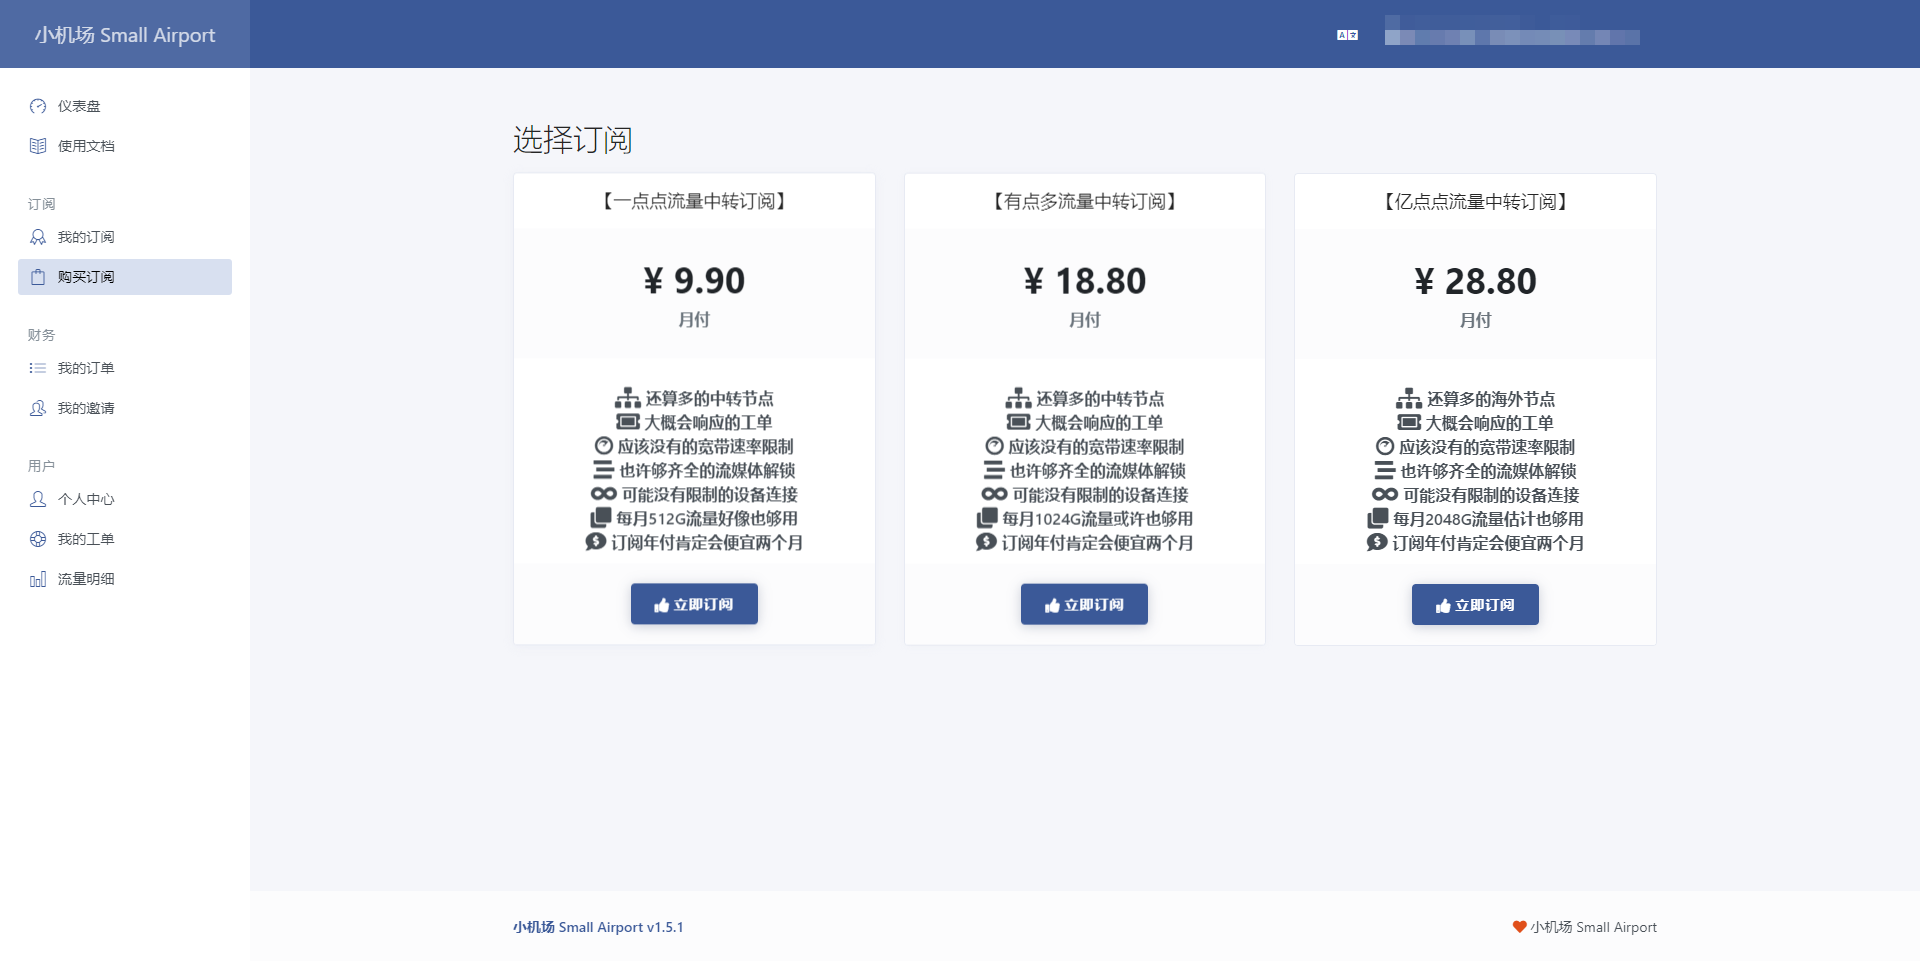 小机场 Small Airport
仪表盘
使用文档
订阅
我的订阅
购买订阅
财务
我的订单
我的邀请
用户
个人中心
我的工单
流量明细
选择订阅
【一点点流量中转订阅】
¥ 9.90
月付
还算多的中转节点
大概会响应的工单
应该没有的宽带速率限制
也许够齐全的流媒体解锁
可能没有限制的设备连接
每月512G流量好像也够用
订阅年付肯定会便宜两个月
立即订阅
【有点多流量中转订阅】
¥ 18.80
月付
还算多的中转节点
大概会响应的工单
应该没有的宽带速率限制
也许够齐全的流媒体解锁
可能没有限制的设备连接
每月1024G流量或许也够用
订阅年付肯定会便宜两个月
立即订阅
【亿点点流量中转订阅】
¥ 28.80
月付
还算多的海外节点
大概会响应的工单
应该没有的宽带速率限制
也许够齐全的流媒体解锁
可能没有限制的设备连接
每月2048G流量估计也够用
订阅年付肯定会便宜两个月
立即订阅
小机场 Small Airport v1.5.1
小机场 Small Airport